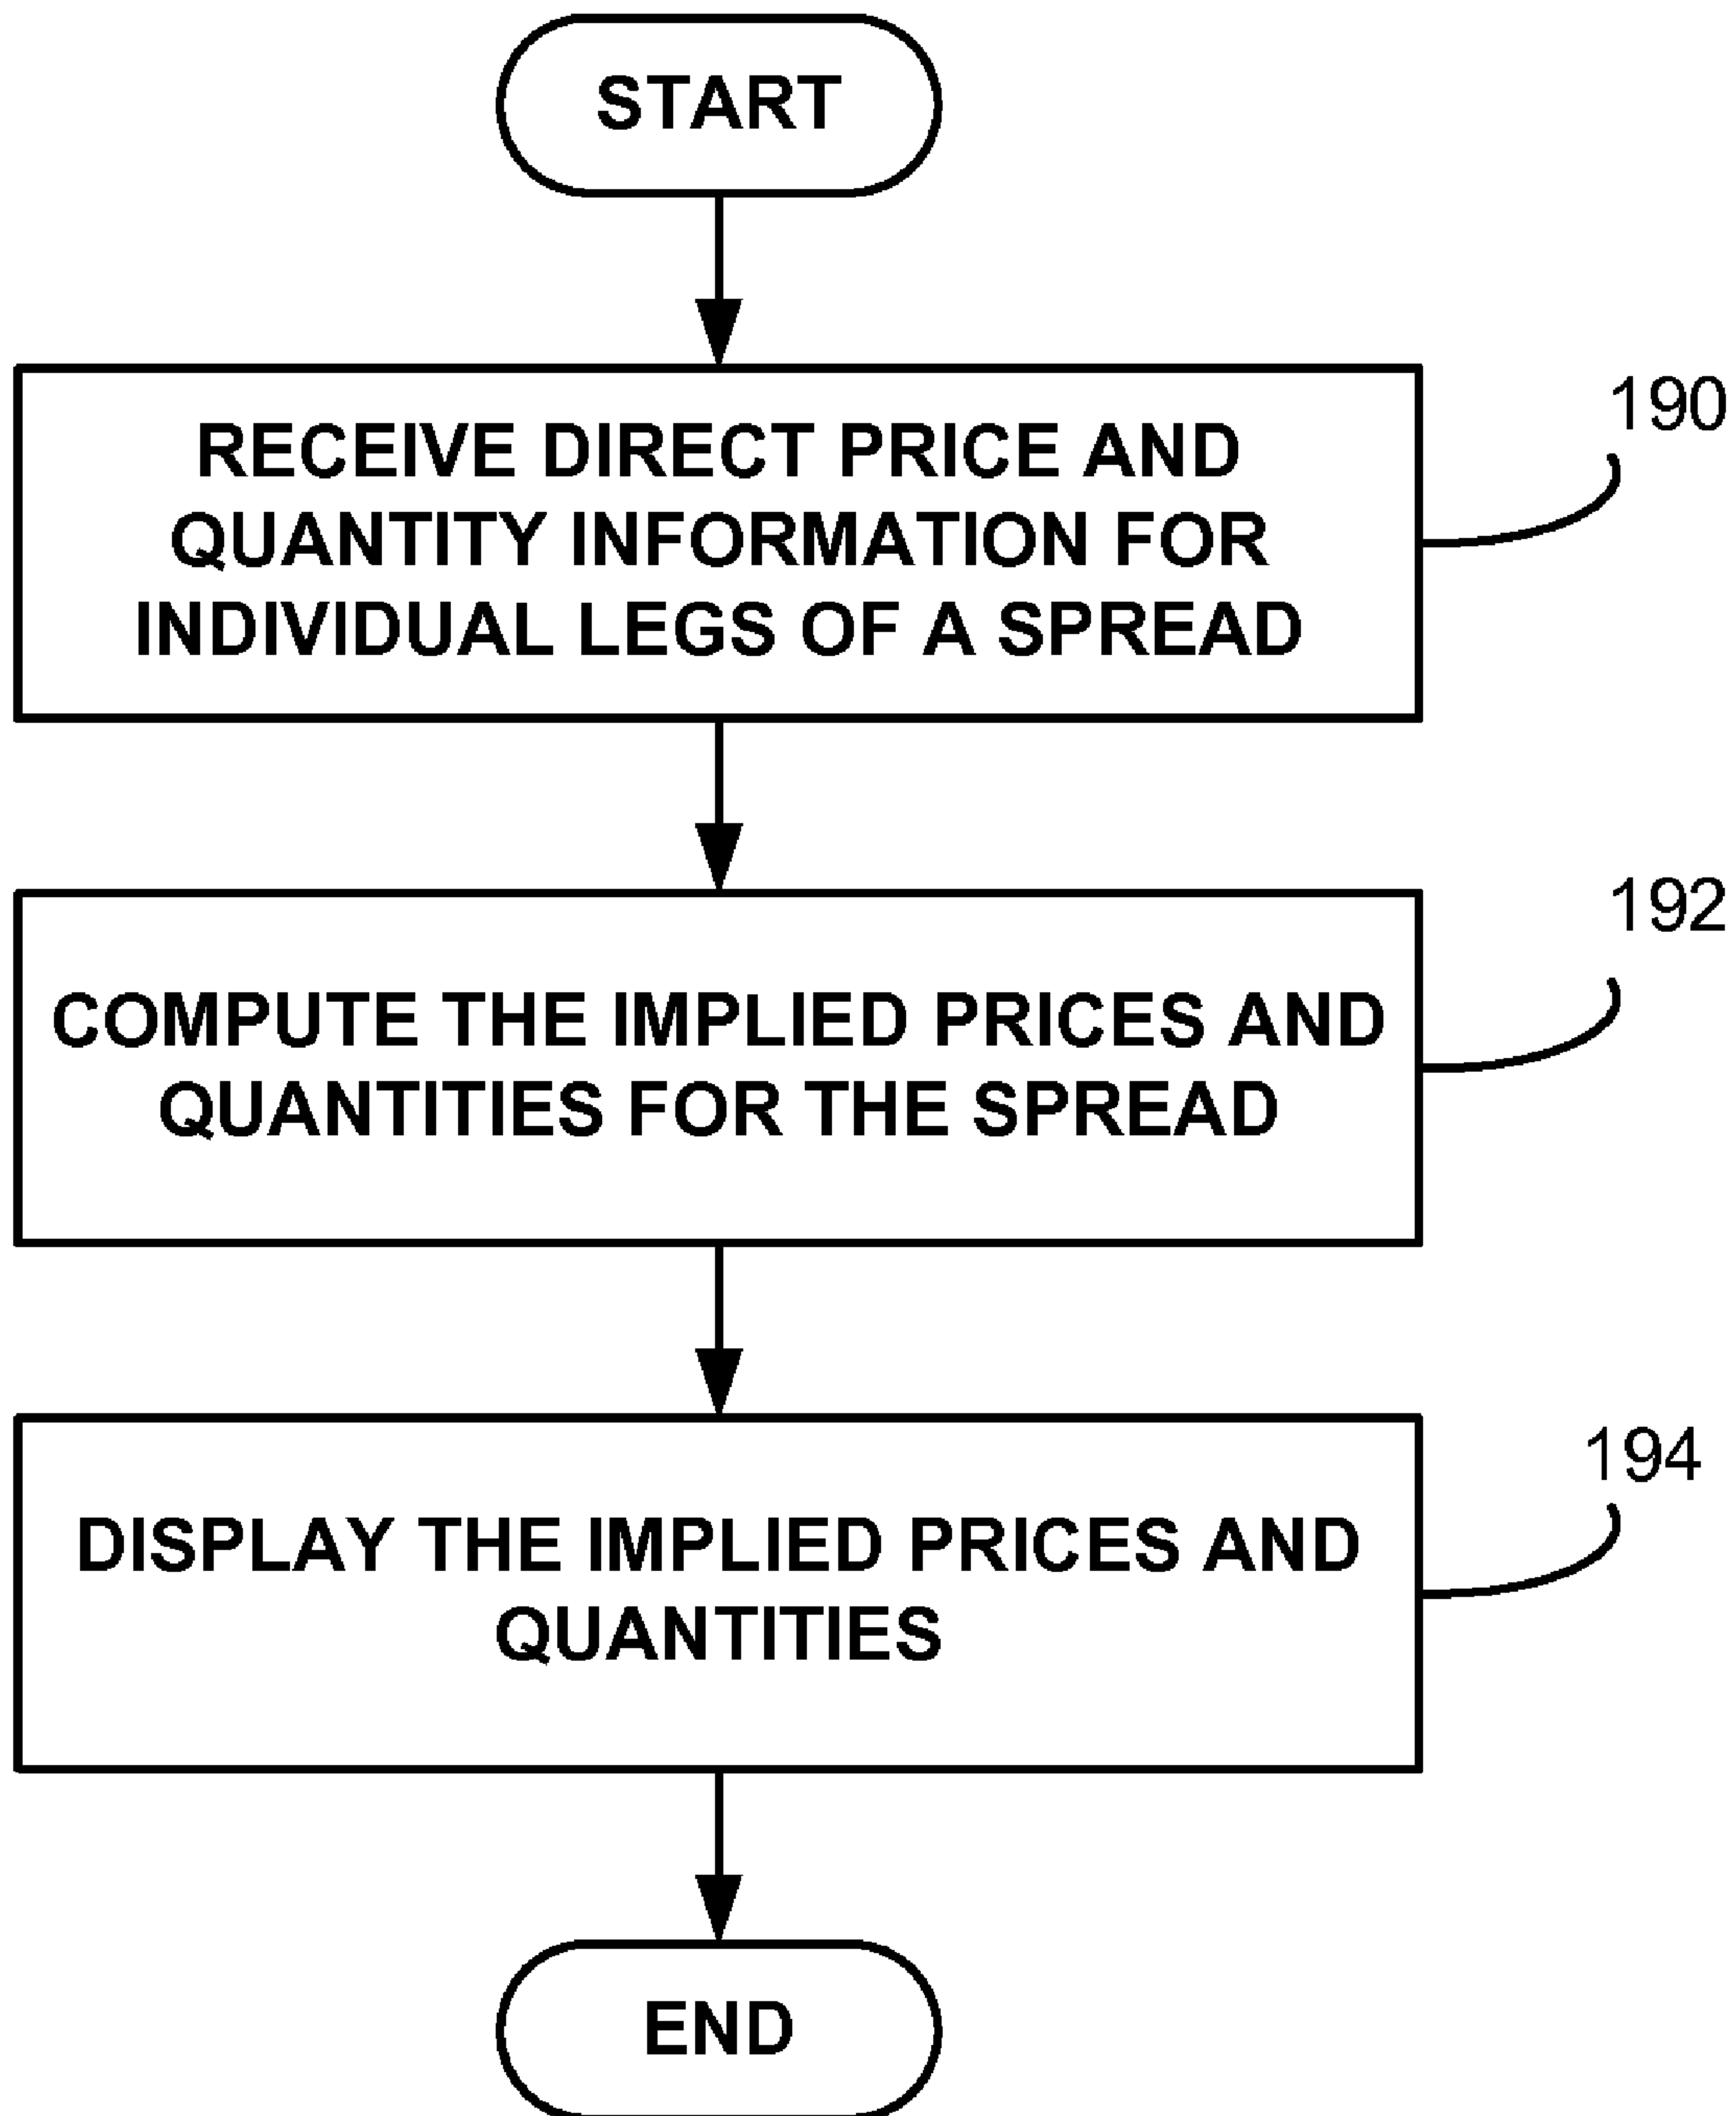 START
RECEIVE DIRECT PRICE AND
QUANTITY INFORMATION FOR
INDIVIDUAL LEGS OF A SPREAD
190
COMPUTE THE IMPLIED PRICES AND
QUANTITIES FOR THE SPREAD
192
DISPLAY THE IMPLIED PRICES AND
QUANTITIES
194
END